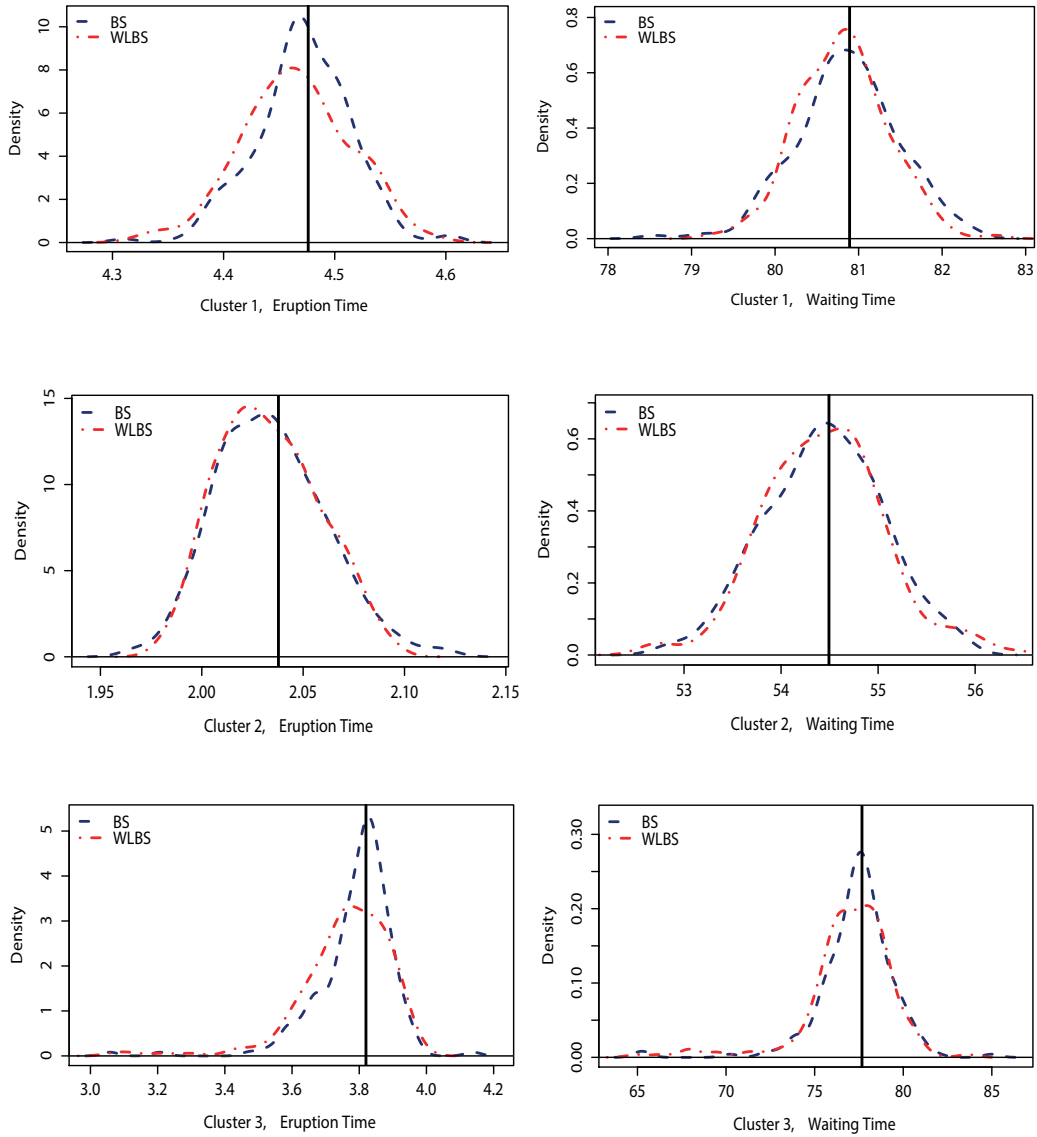 BS
WLBS
Density
0
2
4
6
8
10
4.3 4.4 4.5 4.6
Cluster 1, Eruption Time
BS
WLBS
Density
0.0
0.2
0.4
0.6
0.8
78 79 80 81 82 83
Cluster 1, Waiting Time
BS
WLBS
Density
0
5
10
15
1.95 2.00 2.05 2.10 2.15
Cluster 2, Eruption Time
BS
WLBS
Density
0.0
0.2
0.4
0.6
53 54 55 56
Cluster 2, Waiting Time
BS
WLBS
Density
0
1
2
3
4
5
3.0 3.2 3.4 3.6 3.8 4.0 4.2
Cluster 3, Eruption Time
BS
WLBS
Density
0.00
0.10
0.20
0.30
65 70 75 80 85
Cluster 3, Waiting Time